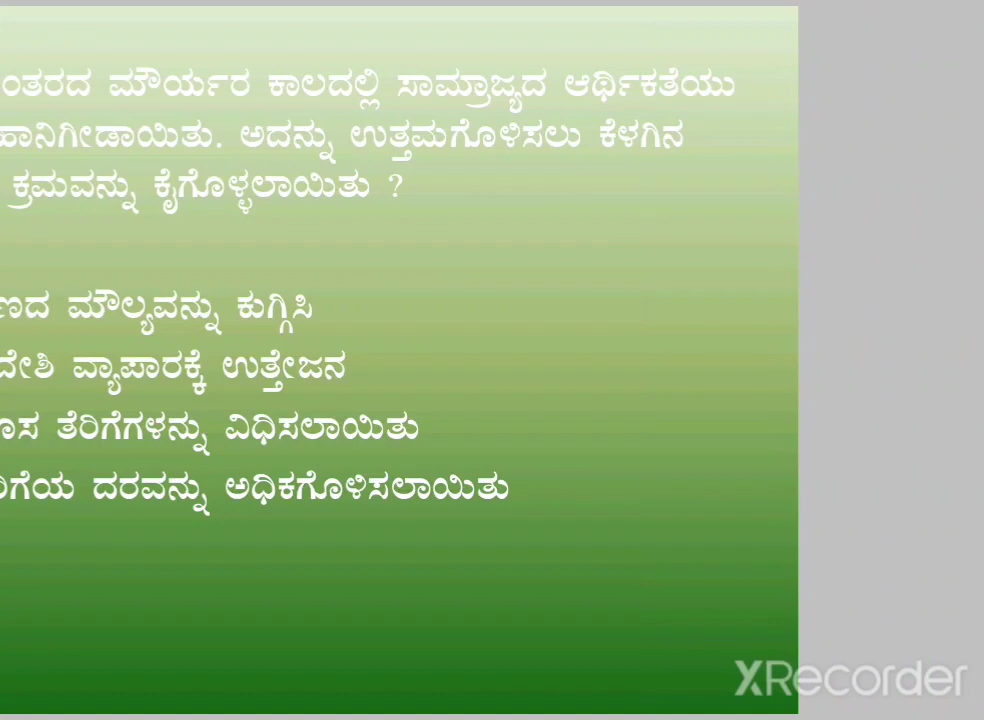 ಂತರದ ಮೌರ್ಯರ ಕಾಲದಲ್ಲಿ ಸಾಮ್ರಾಜ್ಯದ ಆರ್ಥಿಕತೆಯು
ಹಾನಿಗೀಡಾಯಿತು. ಅದನ್ನು ಉತ್ತಮಗೊಳಿಸಲು ಕೆಳಗಿನ
ಕ್ರಮವನ್ನು ಕೈಗೊಳ್ಳಲಾಯಿತು ?
ಣದ ಮೌಲ್ಯವನ್ನು ಕುಗ್ಗಿಸಿ
ದೇಶಿ ವ್ಯಾಪಾರಕ್ಕೆ ಉತ್ತೇಜನ
ಸ ತೆರಿಗೆಗಳನ್ನು ವಿಧಿಸಲಾಯಿತು
ಗೆಯ ದರವನ್ನು ಅಧಿಕಗೊಳಿಸಲಾಯಿತು
XRecorder